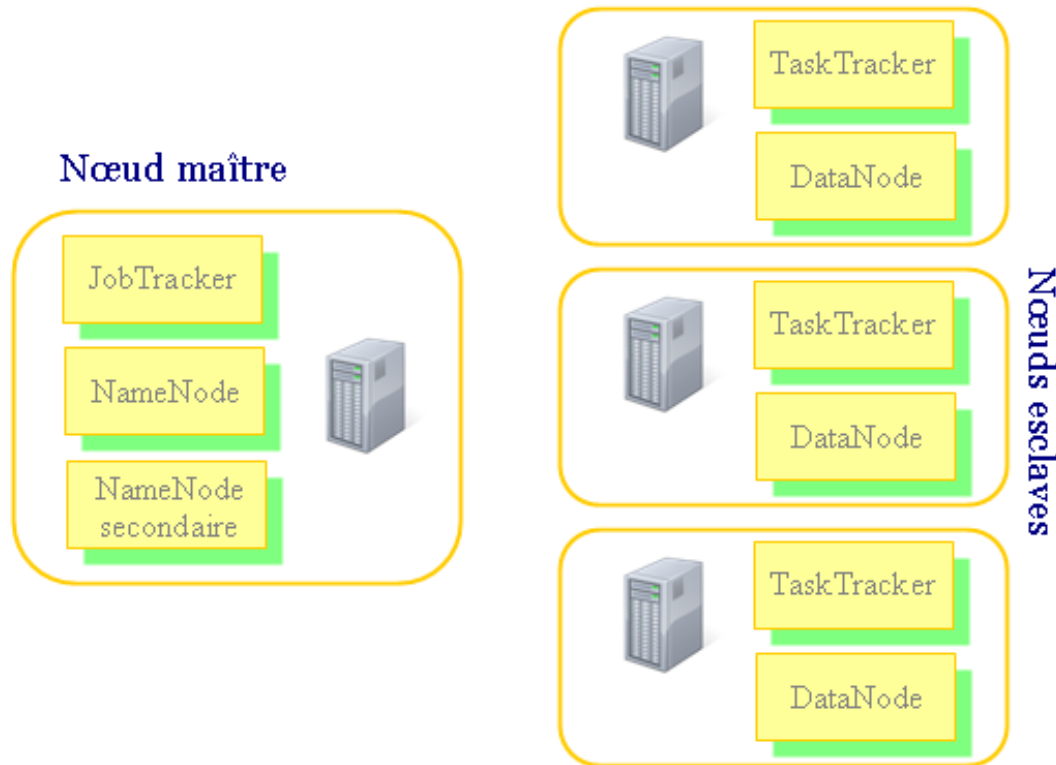 Nœud maître
JobTracker
NameNode
NameNode
secondaire
TaskTracker
DataNode
TaskTracker
DataNode
TaskTracker
DataNode
Nœuds esclaves